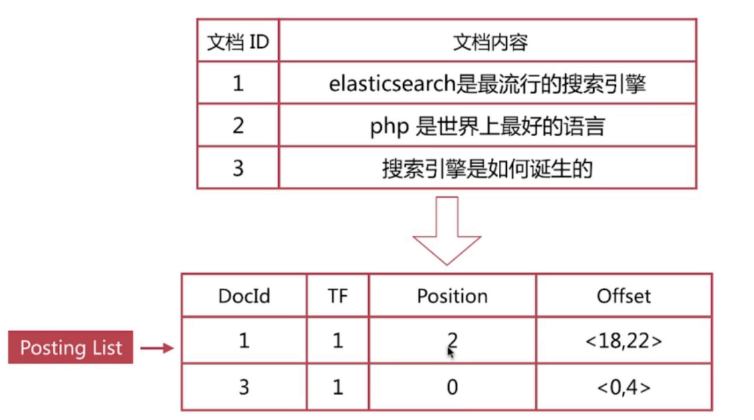 文档 ID 文档内容
1 elasticsearch是最流行的搜索引擎
2 php 是世界上最好的语言
3 搜索引擎是如何诞生的
DocId TF Position Offset
Posting List 1 1 2 <18,22>
3 1 0 <0,4>